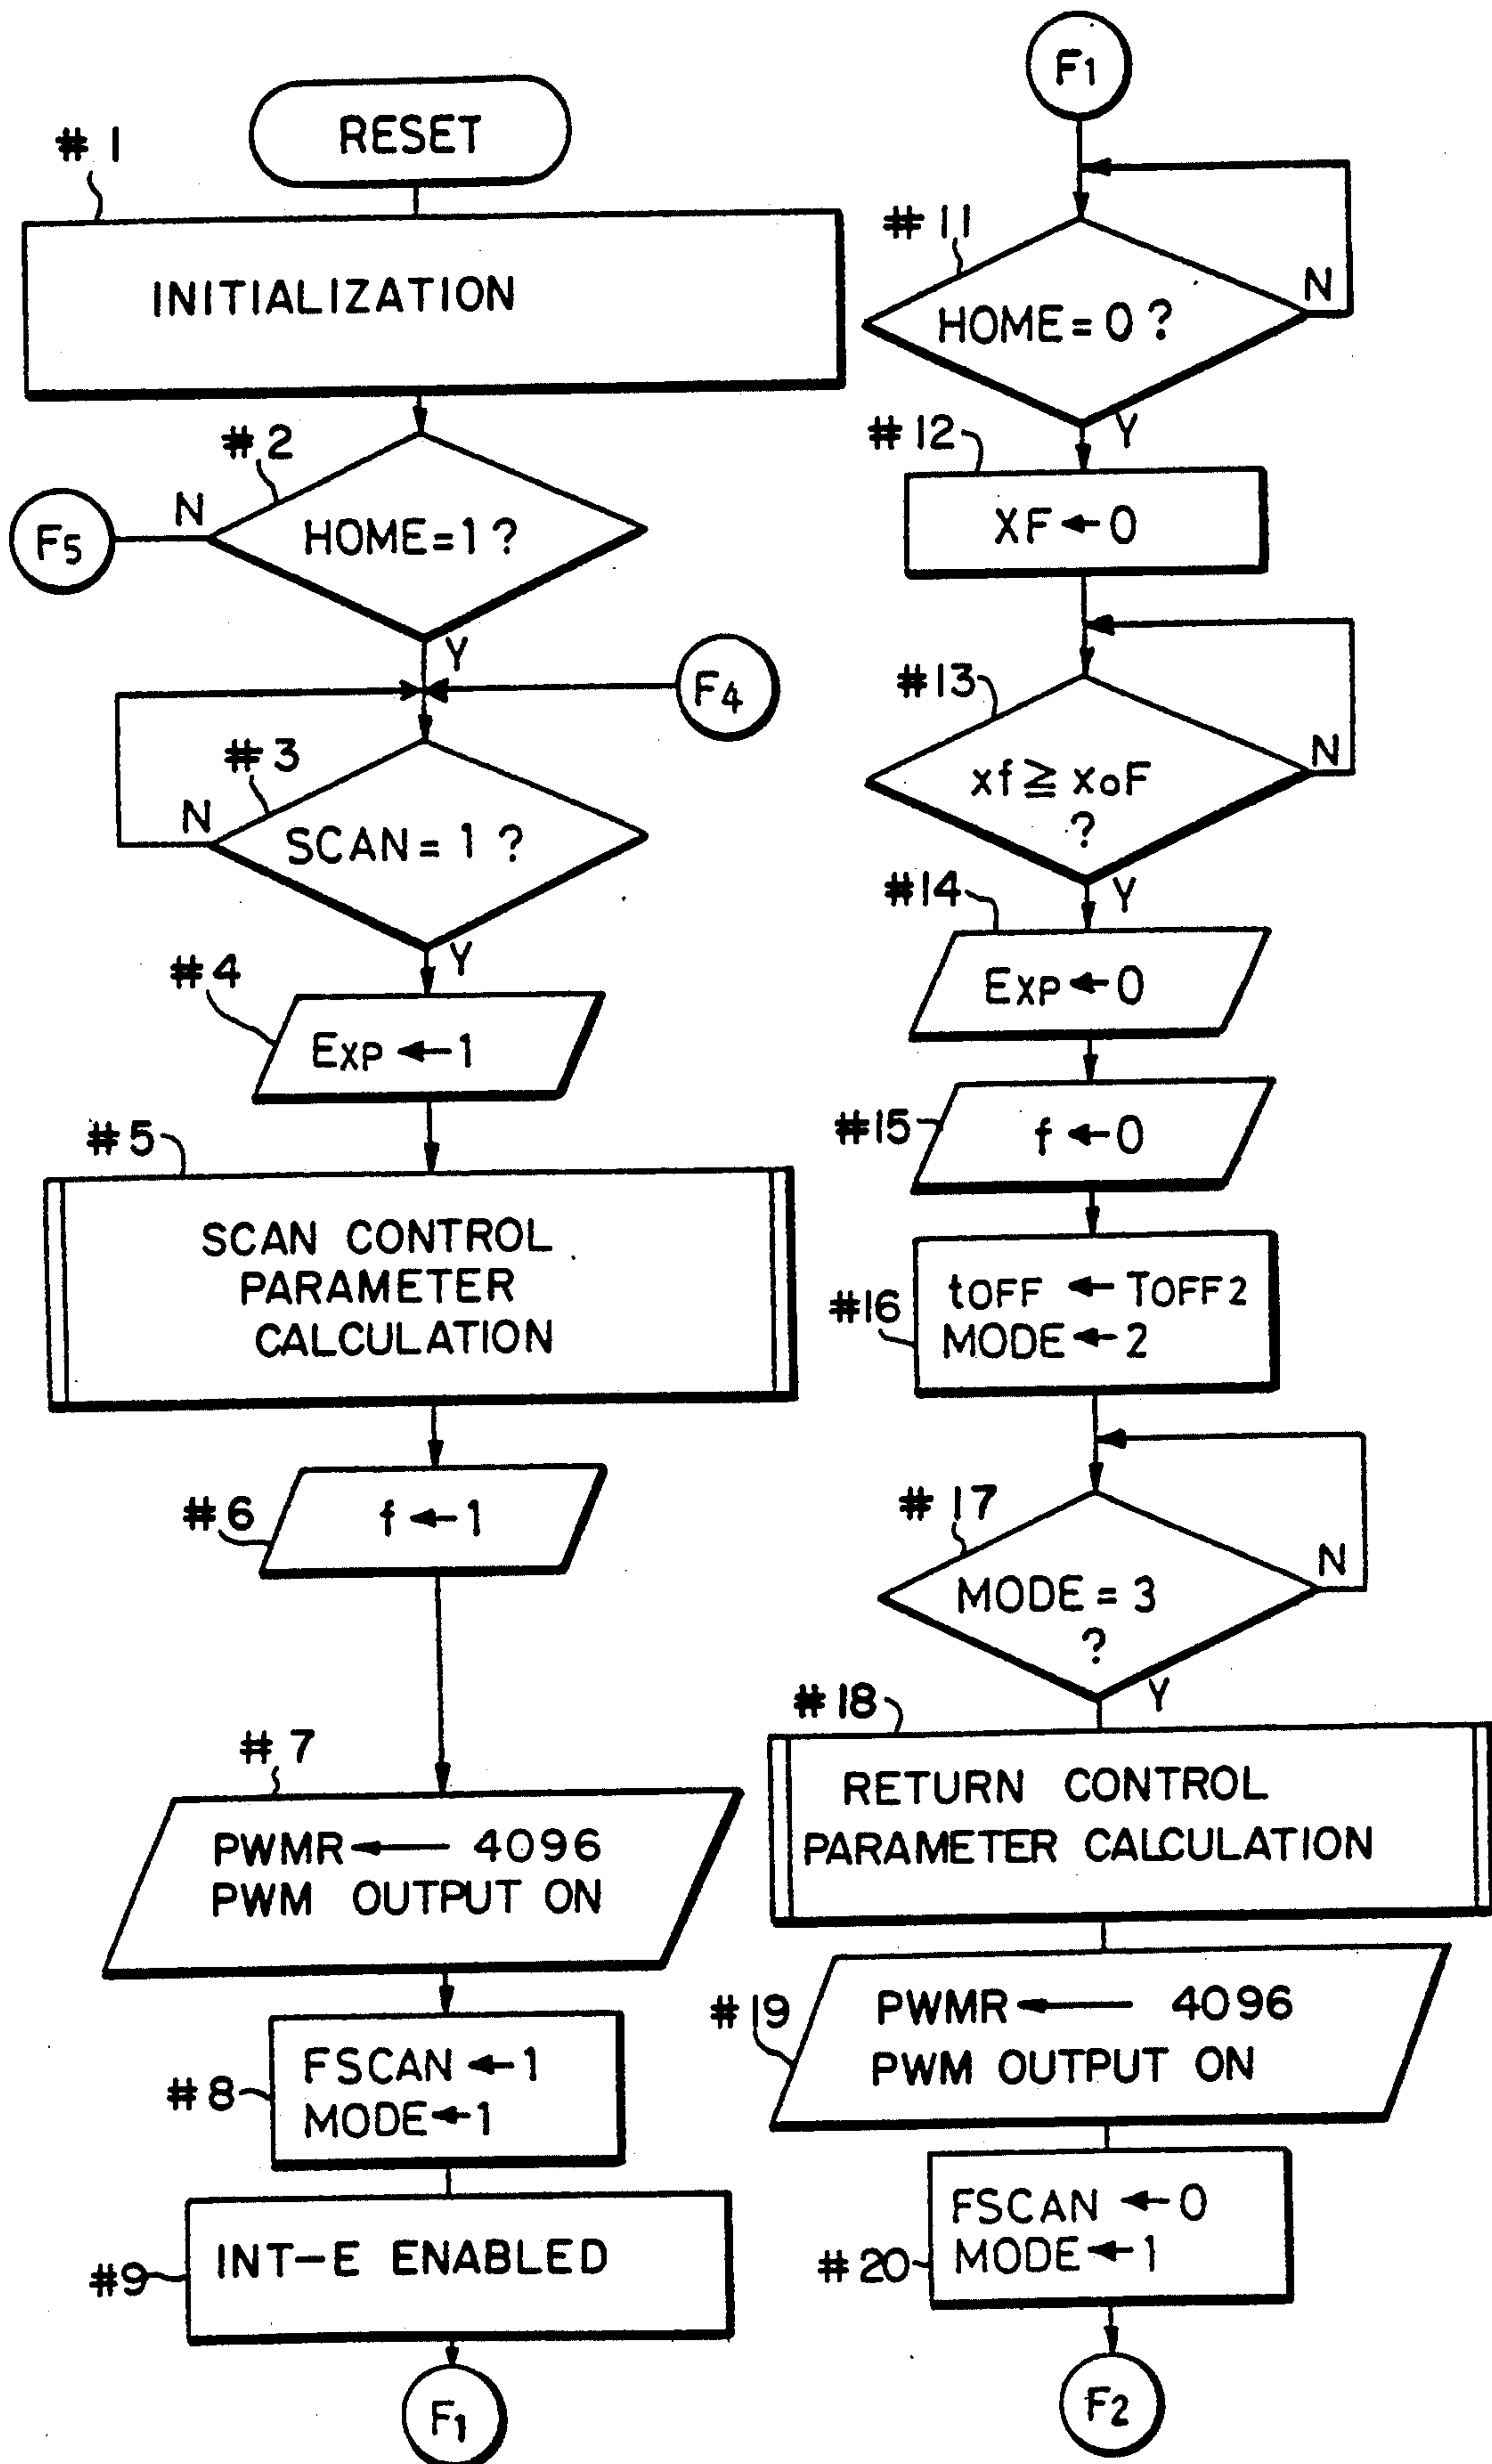 RESET
# 1
INITIALIZATION
# 2
HOME=1 ?
N
F5
Y
F4
# 3
SCAN= 1 ?
N
Y
#4
EXP ←1
#5
SCAN CONTROL
PARAMETER
CALCULATION
#6
f ←1
# 7
PWMR ← 4096
PWM OUTPUT ON
#8
FSCAN ←1
MODE←1
#9
INT-E ENABLED
F1
F1
# 11
HOME=0 ?
N
Y
#12
XF ←0
#13
xf ≧ xoF
?
N
Y
#14
EXP ←0
#15
f ←0
#16
tOFF ← TOFF2
MODE ←2
# 17
MODE = 3
?
N
Y
# 18
RETURN CONTROL
PARAMETER CALCULATION
#19
PWMR ← 4096
PWM OUTPUT ON
#20
FSCAN ←0
MODE←1
F2